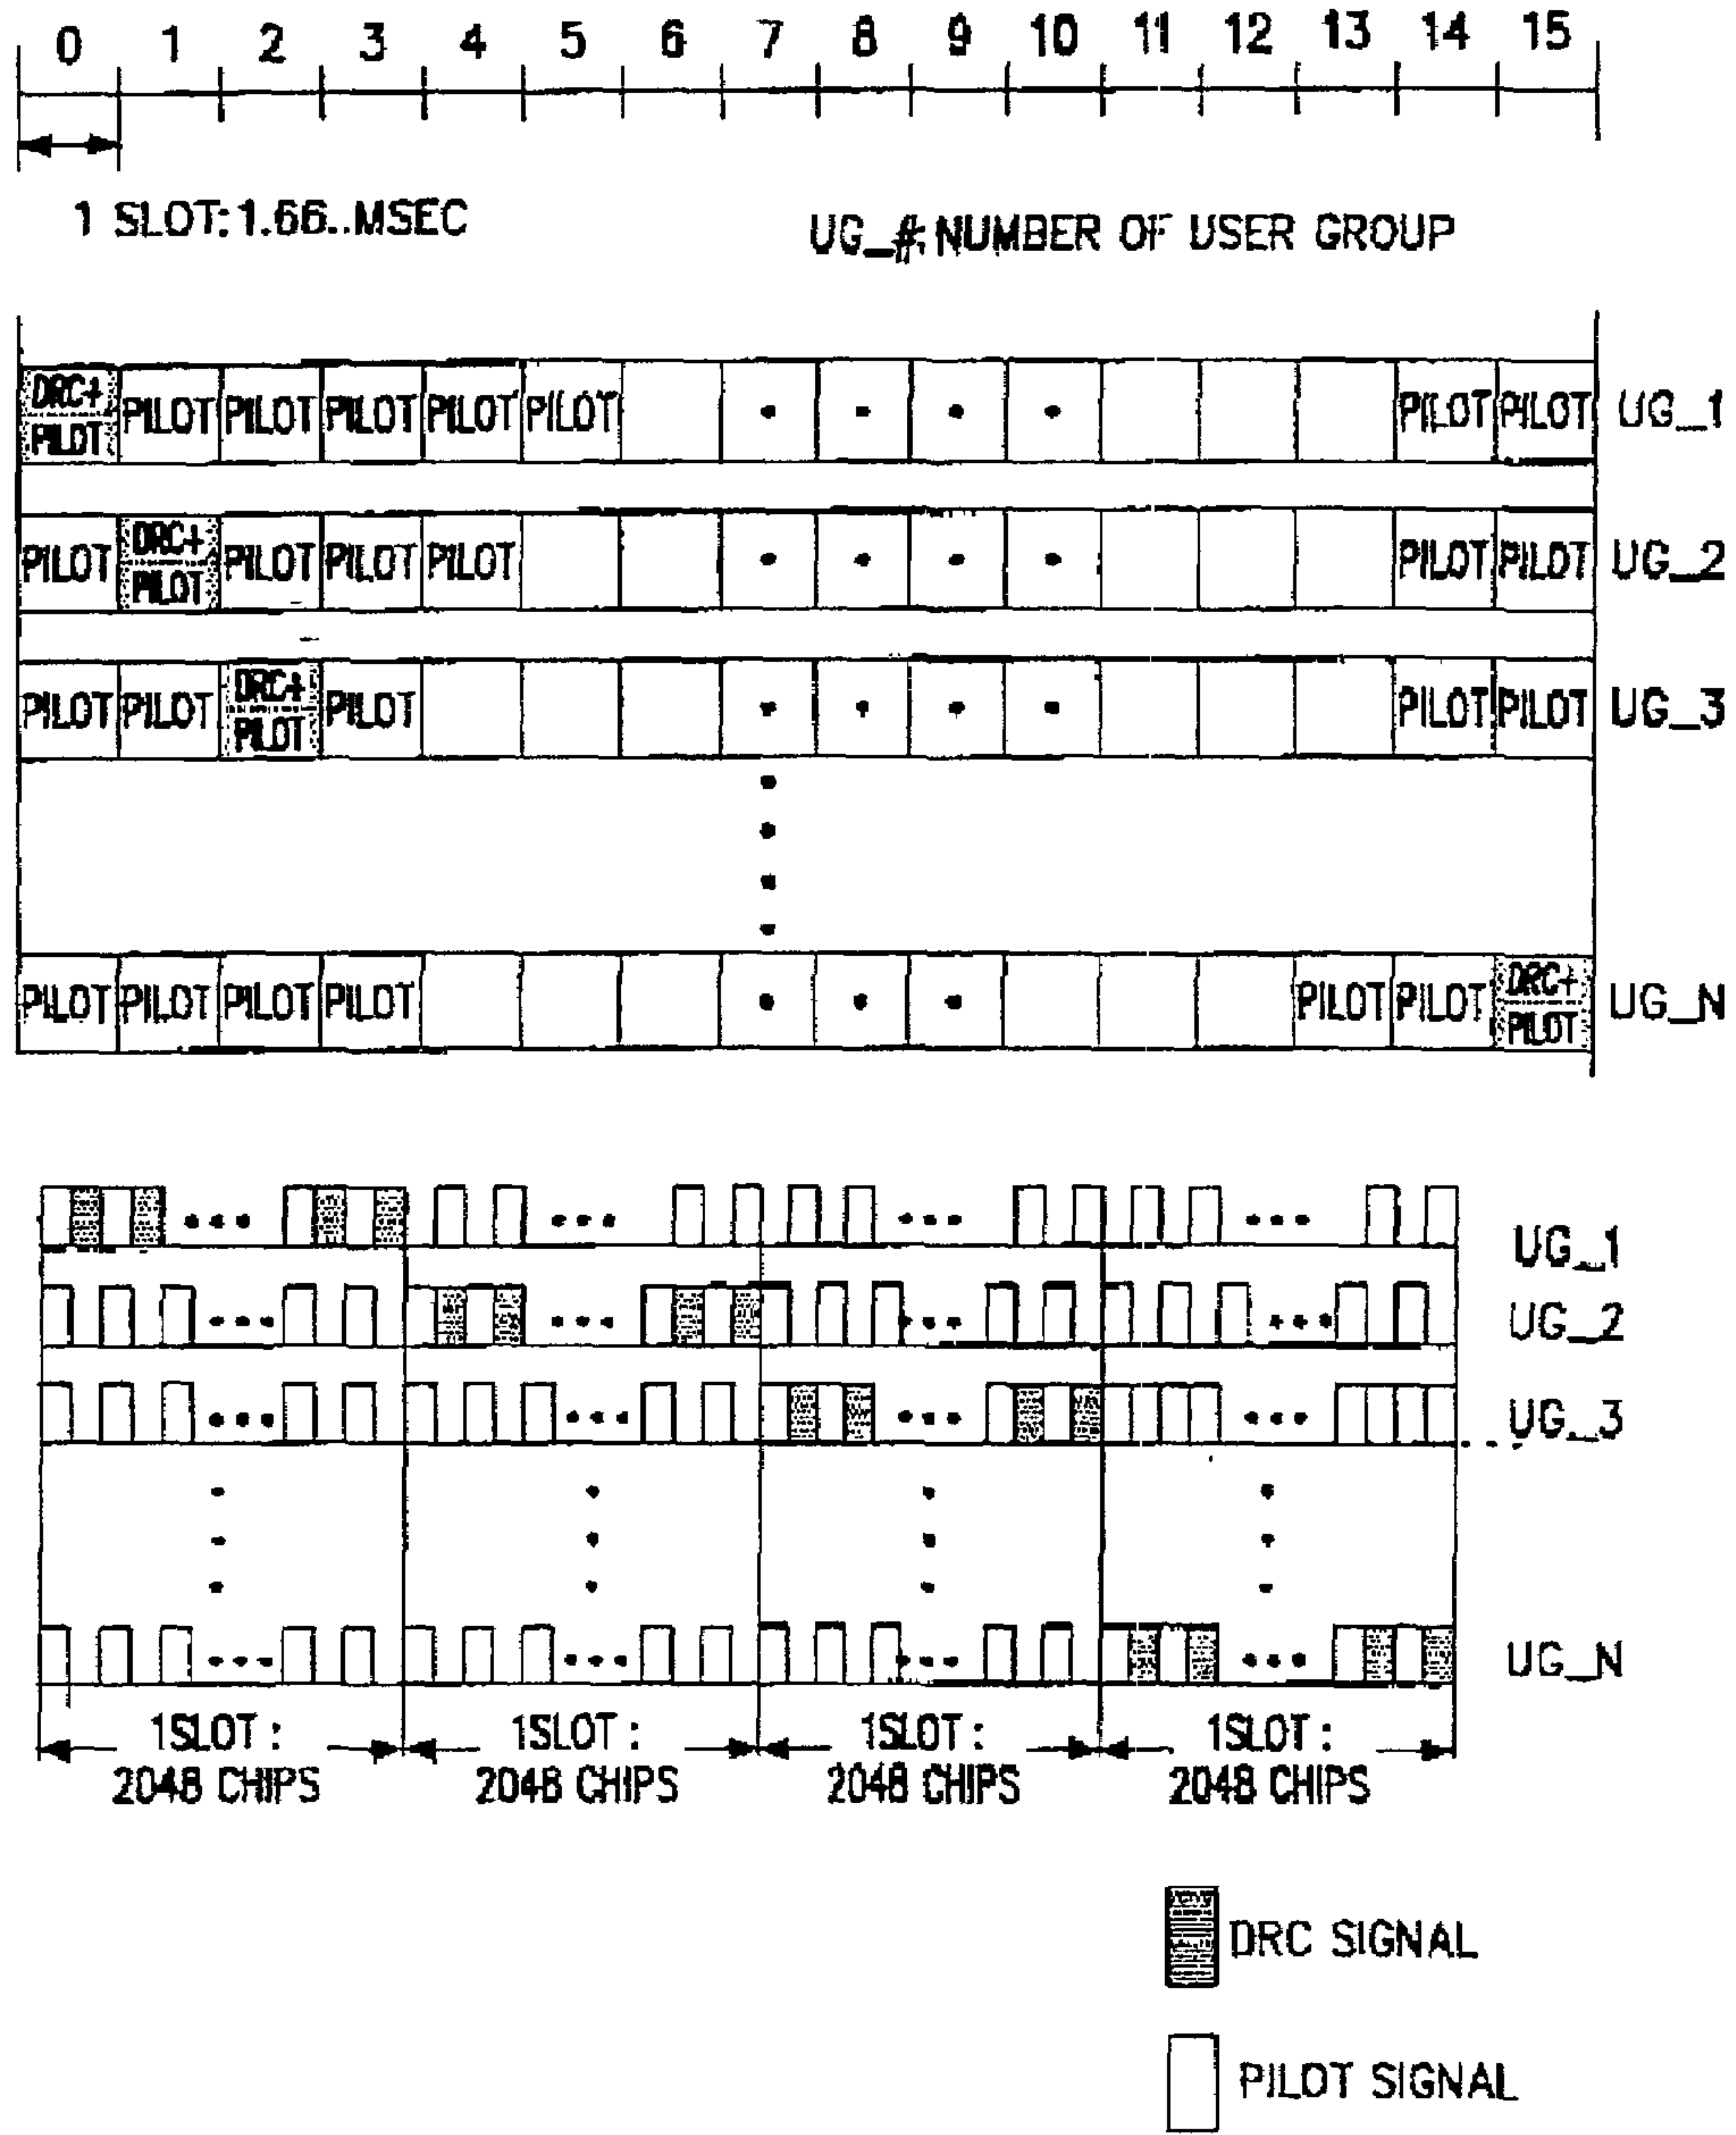 0 1 2 3 4 5 6 7 8 9 10 11 12 13 14 15
1 SLOT: 1.66..MSEC
UG_#: NUMBER OF USER GROUP
DRC+ PILOT PILOT PILOT PILOT PILOT PILOT • • • • PILOT PILOT UG_1
PILOT DRC+ PILOT PILOT PILOT PILOT • • • • PILOT PILOT UG_2
PILOT PILOT DRC+ PILOT PILOT • • • • PILOT PILOT UG_3
PILOT PILOT PILOT PILOT • • • PILOT PILOT DRC+ PILOT UG_N
UG_1
UG_2
UG_3
UG_N
1SLOT: 1SLOT: 1SLOT: 1SLOT:
2048 CHIPS 2048 CHIPS 2048 CHIPS 2048 CHIPS
DRC SIGNAL
PILOT SIGNAL